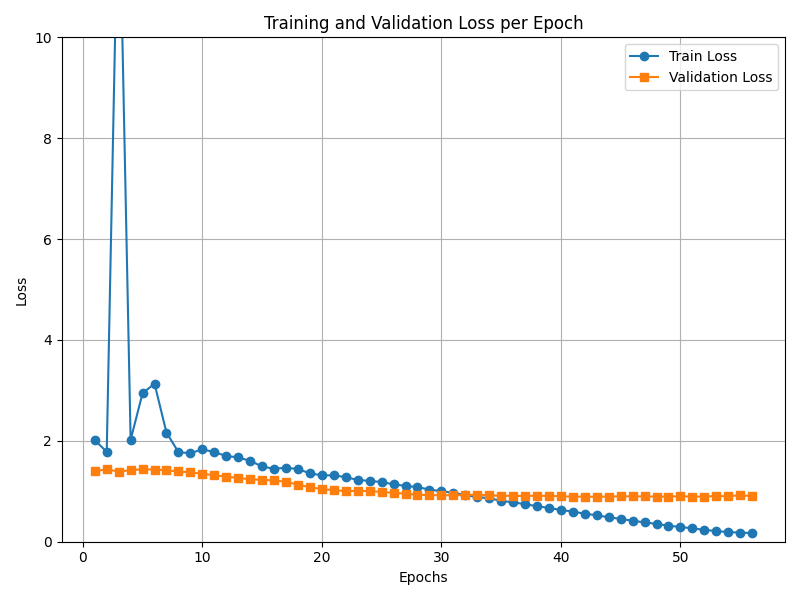 Training and Validation Loss per Epoch
Train Loss
Validation Loss
Loss
10
8
6
4
2
0
0 10 20 30 40 50
Epochs